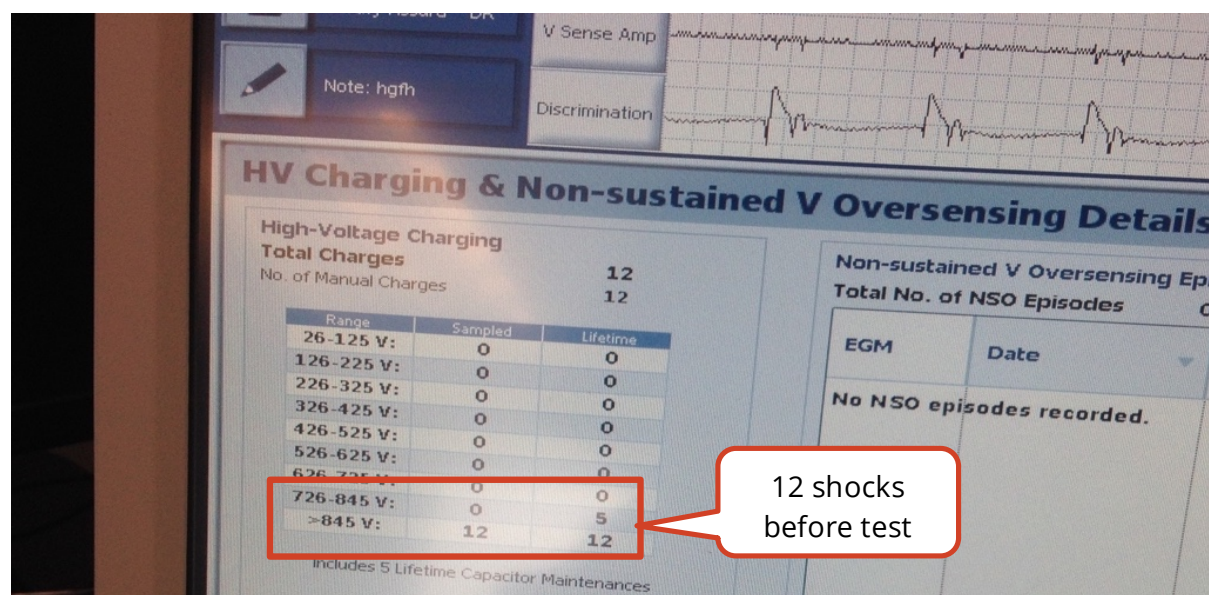 DR
V Sense Amp
Note: hgfh
Discrimination
HV Charging & Non-sustained V Oversensing Details
High-Voltage Charging
Total Charges 12
No. of Manual Charges 12
Range Sampled Lifetime
26-125 V: 0 0
126-225 V: 0 0
226-325 V: 0 0
326-425 V: 0 0
426-525 V: 0 0
526-625 V: 0 0
626-725 V: 0 0
726-845 V: 0 5
>845 V: 12 12
Includes 5 Lifetime Capacitor Maintenances
Non-sustained V Oversensing Ep
Total No. of NSO Episodes
EGM Date
No NSO episodes recorded.
12 shocks
before test